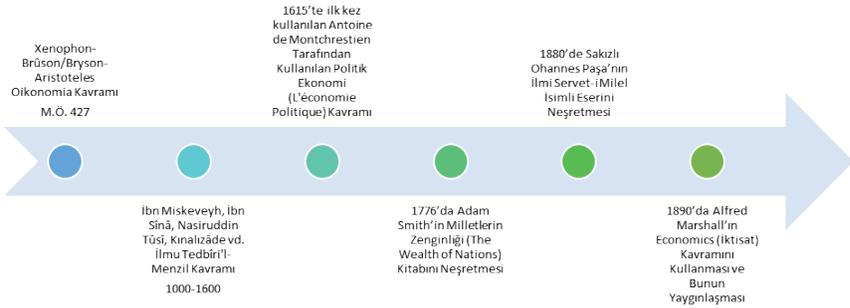 Xenophon-
Brûson/Bryson-
Aristoteles
Oikonomia Kavramı
M.Ö. 427
İbn Miskeveyh, İbn
Sînâ, Nasiruddin
Tûsî, Kınalızâde vd.
İlmu Tedbîri'l-
Menzil Kavramı
1000-1600
1615’te ilk kez
kullanılan Antoine
de Montchrestien
Tarafından
Kullanılan Politik
Ekonomi
(L'économie
Politique) Kavramı
1776’da Adam
Smith’in Milletlerin
Zenginliği (The
Wealth of Nations)
Kitabını Neşretmesi
1880’de Sakızlı
Ohannes Paşa’nın
İlmi Servet-i Milel
İsimli Eserini
Neşretmesi
1890’da Alfred
Marshall’ın
Economics (İktisat)
Kavramını
Kullanması ve
Bunun
Yaygınlaşması